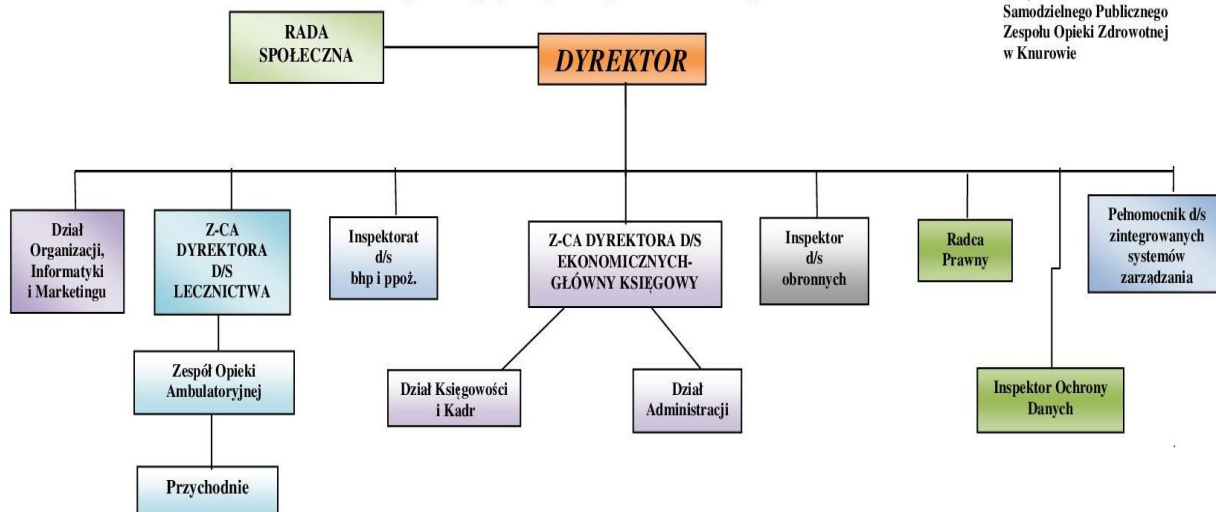 Samodzielnego Publicznego
Zespołu Opieki Zdrowotnej
w Knurowie
RADA
SPOŁECZNA
DYREKTOR
Dział
Organizacji,
Informatyki
i Marketingu
Z-CA
DYREKTORA
D/S
LECZNICTWA
Inspektorat
d/s
bhp i ppoż.
Z-CA DYREKTORA D/S
EKONOMICZNYCH-
GŁÓWNY KSIĘGOWY
Inspektor
d/s
obronnych
Radca
Prawny
Pełnomocnik d/s
zintegrowanych
systemów
zarządzania
Zespół Opieki
Ambulatoryjnej
Dział Księgowości
i Kadr
Dział
Administracji
Inspektor Ochrony
Danych
Przychodnie